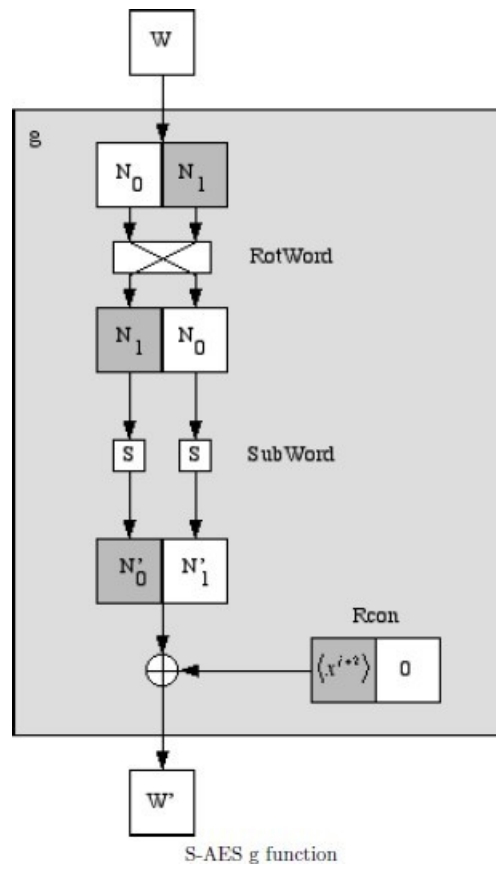 W
g
N0 N1
RotWord
N1 N0
S S SubWord
N'0 N'1
Rcon
⟨x^{i+2}⟩ 0
W'
S-AES g function